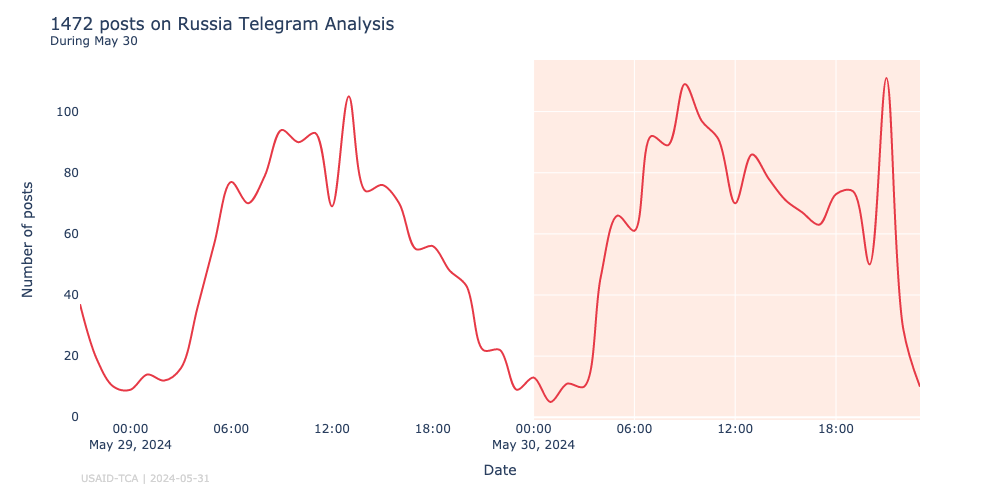 1472 posts on Russia Telegram Analysis
During May 30
Number of posts
100
80
60
40
20
0
00:00 06:00 12:00 18:00 00:00 06:00 12:00 18:00
May 29, 2024 May 30, 2024
Date
USAID-TCA | 2024-05-31